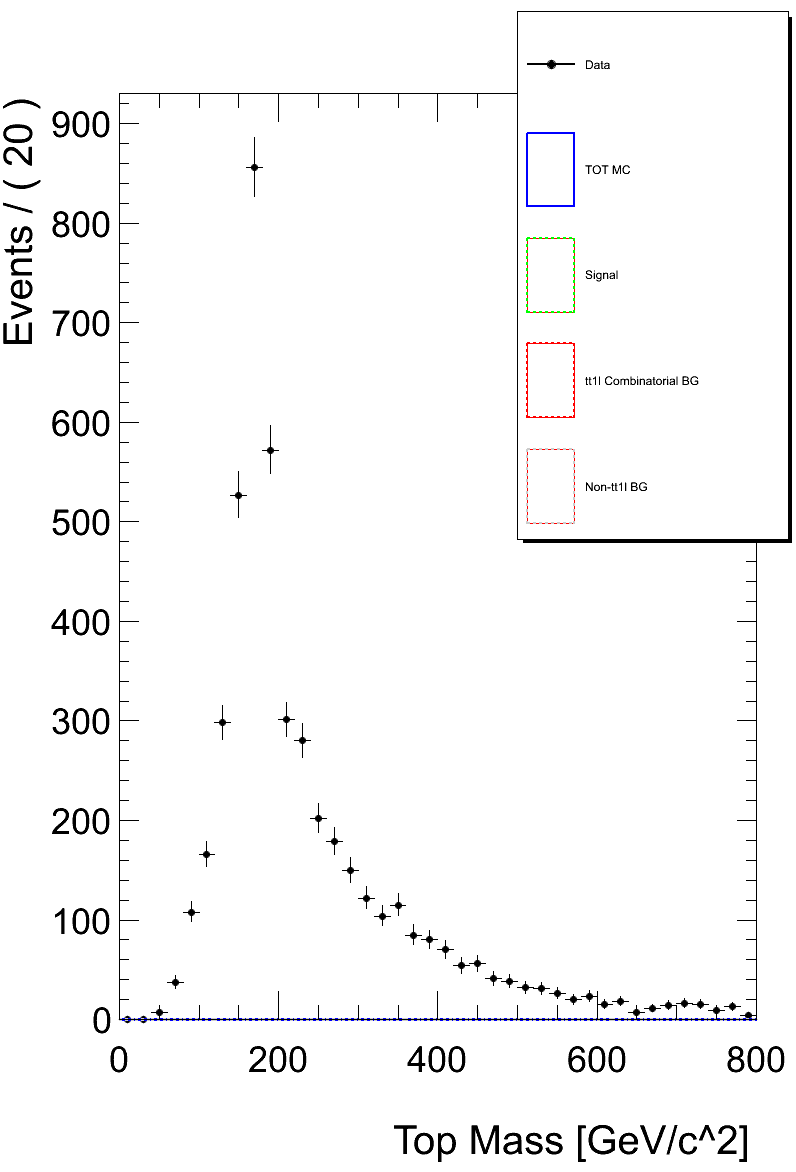 Data
TOT MC
Signal
tt1l Combinatorial BG
Non-tt1l BG
Events / ( 20 )
900
800
700
600
500
400
300
200
100
0
0 200 400 600 800
Top Mass [GeV/c^2]